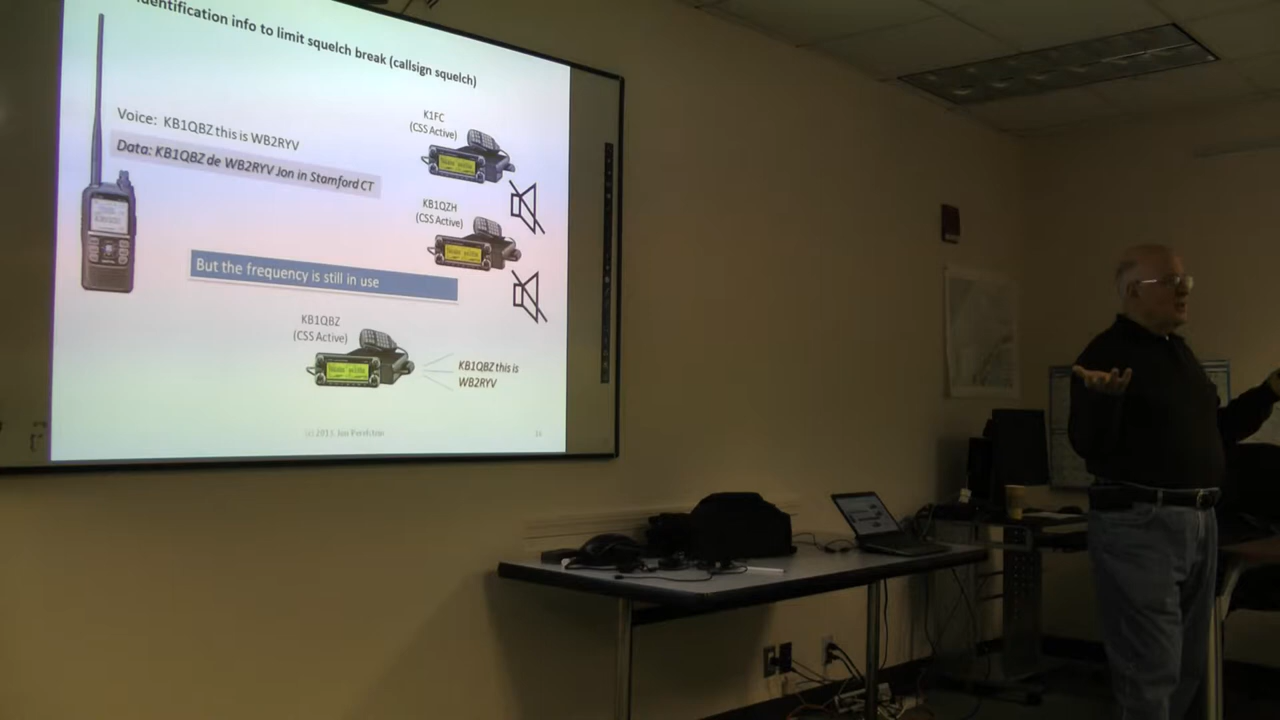 identification info to limit squelch break (callsign squelch)
Voice: KB1QBZ this is WB2RYV
Data: KB1QBZ de WB2RYV Jon in Stamford CT
K1FC
(CSS Active)
KB1QZH
(CSS Active)
But the frequency is still in use
KB1QBZ
(CSS Active)
KB1QBZ this is
WB2RYV
(c) 2013 Jon